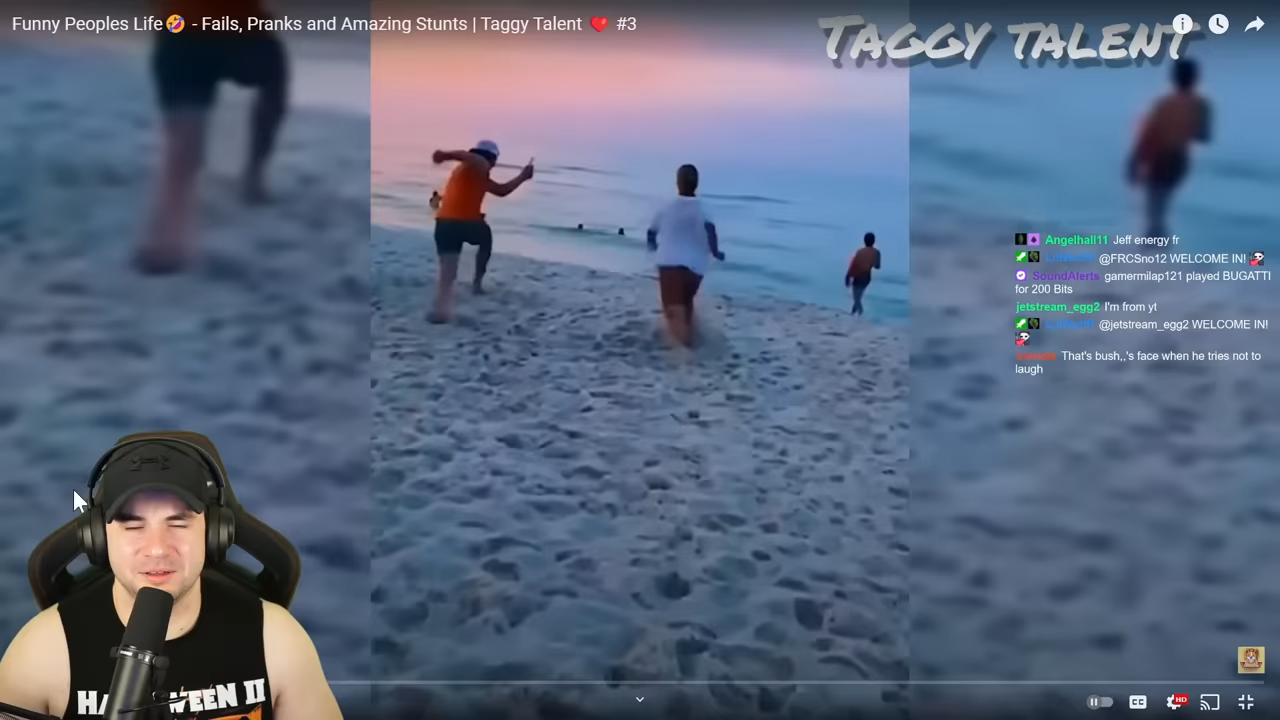 Funny Peoples Life🤣 - Fails, Pranks and Amazing Stunts | Taggy Talent ❤️ #3
TAGGY TALENT
Angelhall11 Jeff energy fr
@FRCSno12 WELCOME IN!
SoundAlerts gamermilap121 played BUGATTI
for 200 Bits
jetstream_egg2 I'm from yt
@jetstream_egg2 WELCOME IN!
That's bush,,'s face when he tries not to
laugh
HALLOWEEN II
CC
HD